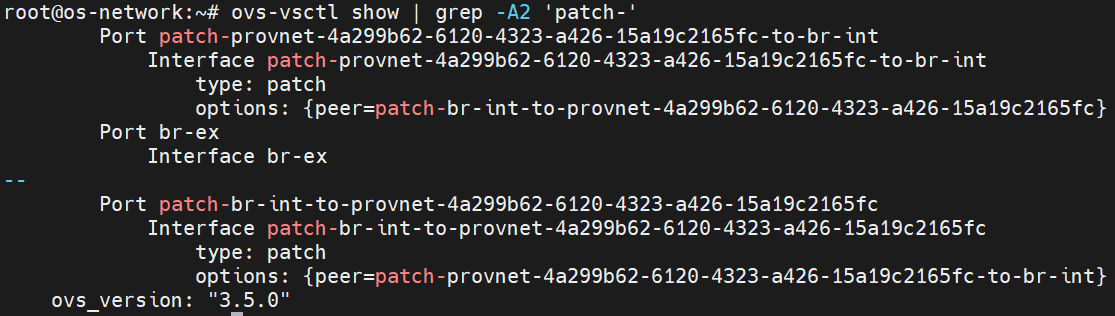 root@os-network:~# ovs-vsctl show | grep -A2 'patch-'
        Port patch-provnet-4a299b62-6120-4323-a426-15a19c2165fc-to-br-int
            Interface patch-provnet-4a299b62-6120-4323-a426-15a19c2165fc-to-br-int
                type: patch
                options: {peer=patch-br-int-to-provnet-4a299b62-6120-4323-a426-15a19c2165fc}
        Port br-ex
            Interface br-ex
--
        Port patch-br-int-to-provnet-4a299b62-6120-4323-a426-15a19c2165fc
            Interface patch-br-int-to-provnet-4a299b62-6120-4323-a426-15a19c2165fc
                type: patch
                options: {peer=patch-provnet-4a299b62-6120-4323-a426-15a19c2165fc-to-br-int}
    ovs_version: "3.5.0"